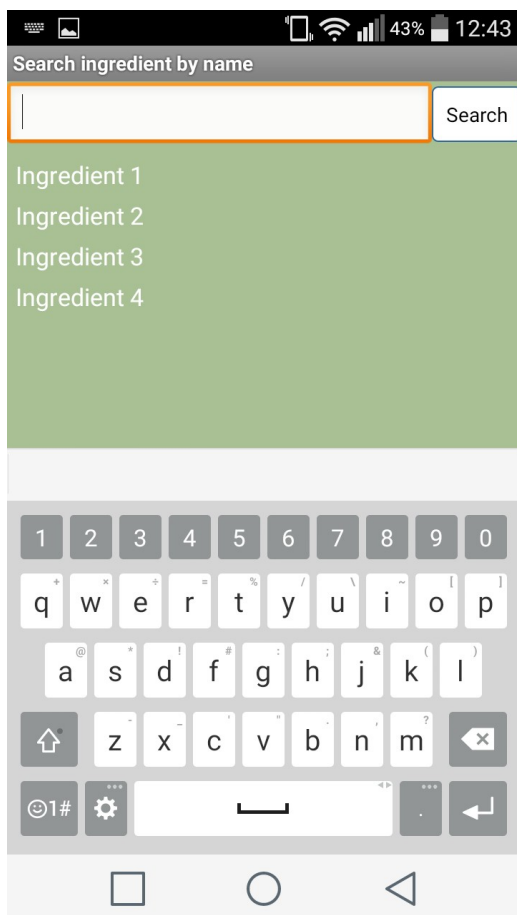 43% 12:43
Search ingredient by name
Search
Ingredient 1
Ingredient 2
Ingredient 3
Ingredient 4
1 2 3 4 5 6 7 8 9 0
+ × ÷ = % / \ ~ [ ]
q w e r t y u i o p
@ * ! # : ; & ( )
a s d f g h j k l
- _ ' " . , ?
z x c v b n m
1# .